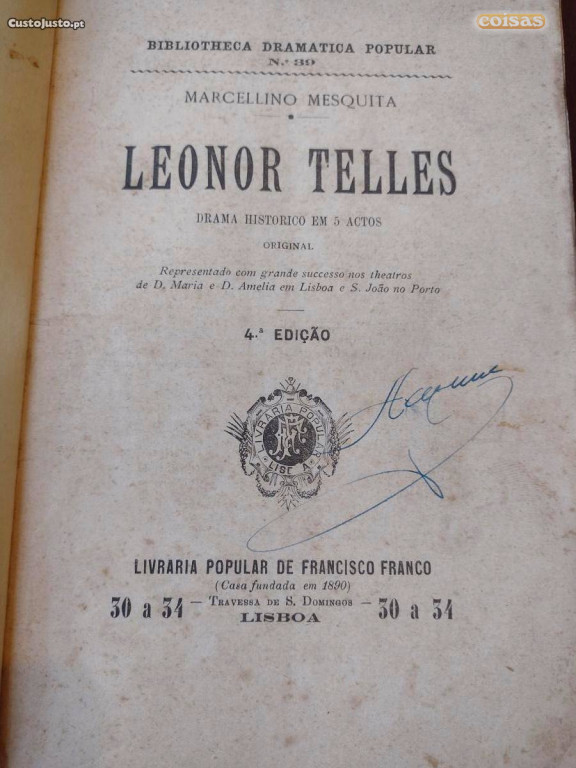 CustoJusto.pt
coisas
BIBLIOTHECA DRAMATICA POPULAR
N.º 39
MARCELLINO MESQUITA
LEONOR TELLES
DRAMA HISTORICO EM 5 ACTOS
ORIGINAL
Representado com grande successo nos theatros
de D. Maria e D. Amelia em Lisboa e S. João no Porto
4.ª EDIÇÃO
LIVRARIA POPULAR
LISBOA
LIVRARIA POPULAR DE FRANCISCO FRANCO
(Casa fundada em 1890)
30 a 34 — TRAVESSA DE S. DOMINGOS — 30 a 34
LISBOA